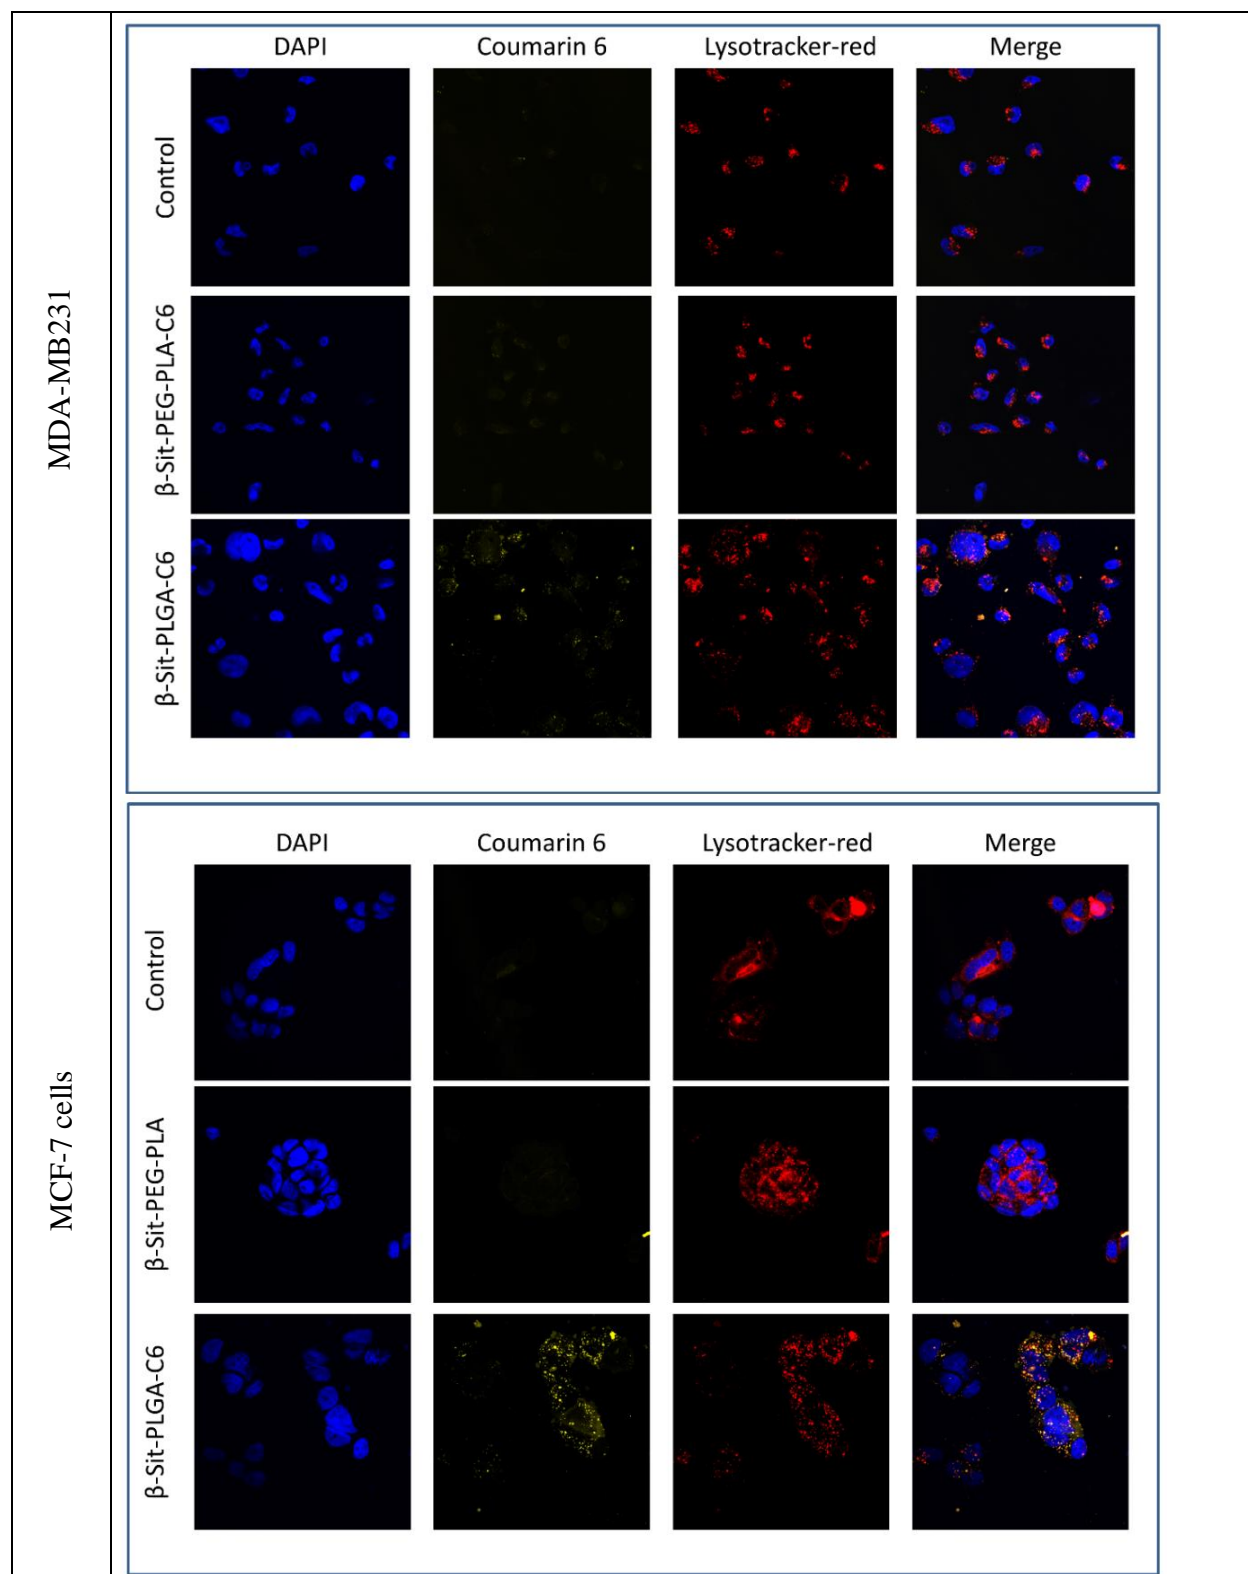 MDA-MB231
DAPI Coumarin 6 Lysotracker-red Merge
Control
β-Sit-PEG-PLA-C6
β-Sit-PLGA-C6
MCF-7 cells
DAPI Coumarin 6 Lysotracker-red Merge
Control
β-Sit-PEG-PLA
β-Sit-PLGA-C6